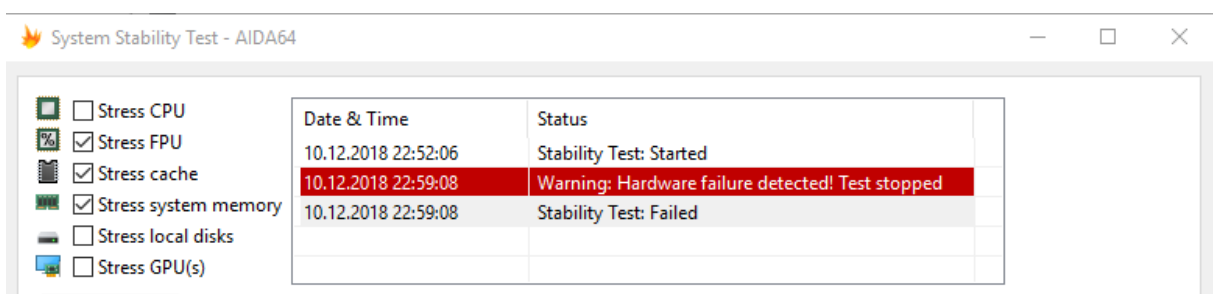 System Stability Test - AIDA64
Stress CPU
Stress FPU
Stress cache
Stress system memory
Stress local disks
Stress GPU(s)
Date & Time Status
10.12.2018 22:52:06 Stability Test: Started
10.12.2018 22:59:08 Warning: Hardware failure detected! Test stopped
10.12.2018 22:59:08 Stability Test: Failed